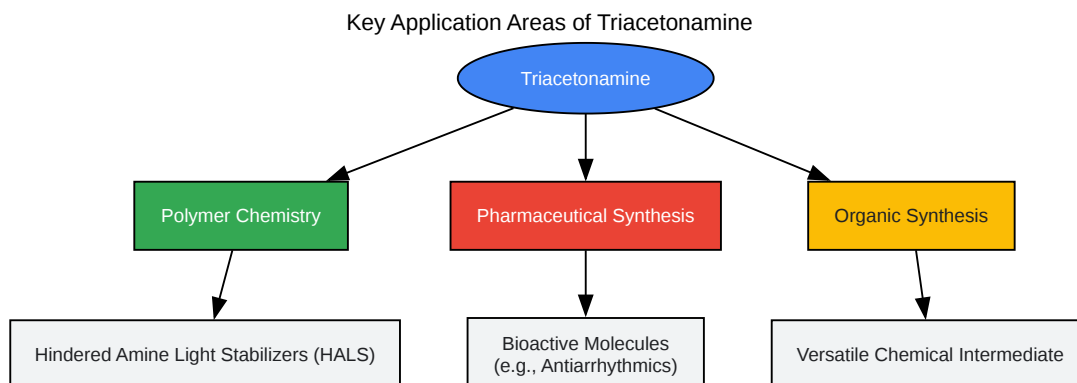 Key Application Areas of Triacetonamine
Triacetonamine
Polymer Chemistry
Pharmaceutical Synthesis
Organic Synthesis
Hindered Amine Light Stabilizers (HALS)
Bioactive Molecules
(e.g., Antiarrhythmics)
Versatile Chemical Intermediate